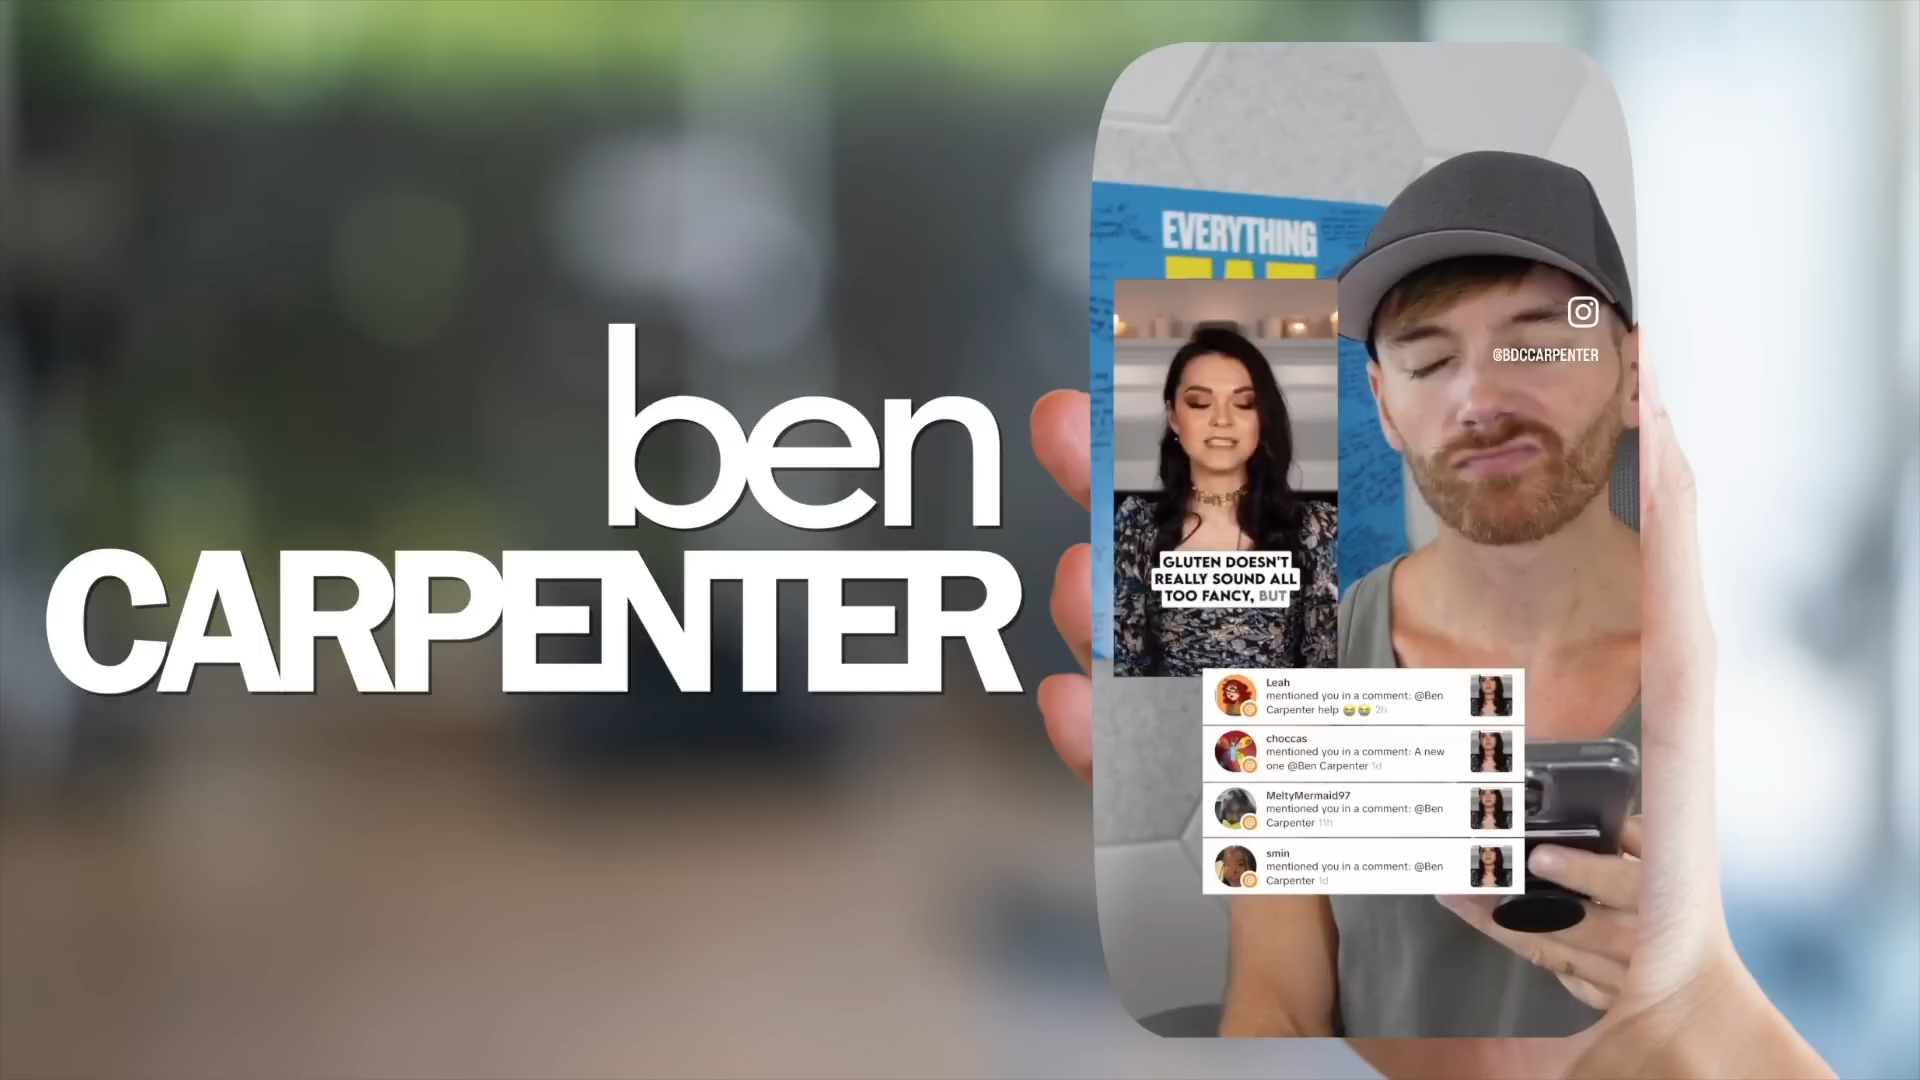 ben
CARPENTER
EVERYTHING
@BDCCARPENTER
GLUTEN DOESN'T
REALLY SOUND ALL
TOO FANCY, BUT
Leah
mentioned you in a comment: @Ben
Carpenter help 😭😭 2h
choccas
mentioned you in a comment: A new
one @Ben Carpenter 1d
MeltyMermaid97
mentioned you in a comment: @Ben
Carpenter 11h
smin
mentioned you in a comment: @Ben
Carpenter 1d